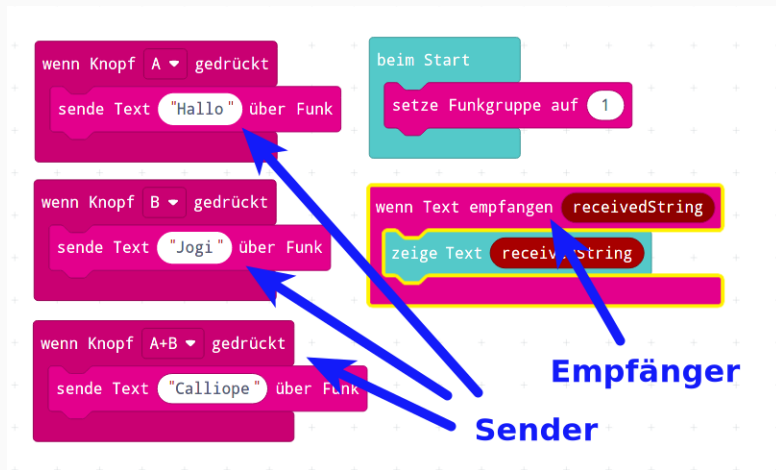 wenn Knopf A gedrückt
sende Text "Hallo" über Funk
wenn Knopf B gedrückt
sende Text "Jogi" über Funk
wenn Knopf A+B gedrückt
sende Text "Calliope" über Funk
beim Start
setze Funkgruppe auf 1
wenn Text empfangen receivedString
zeige Text receivedString
Empfänger
Sender